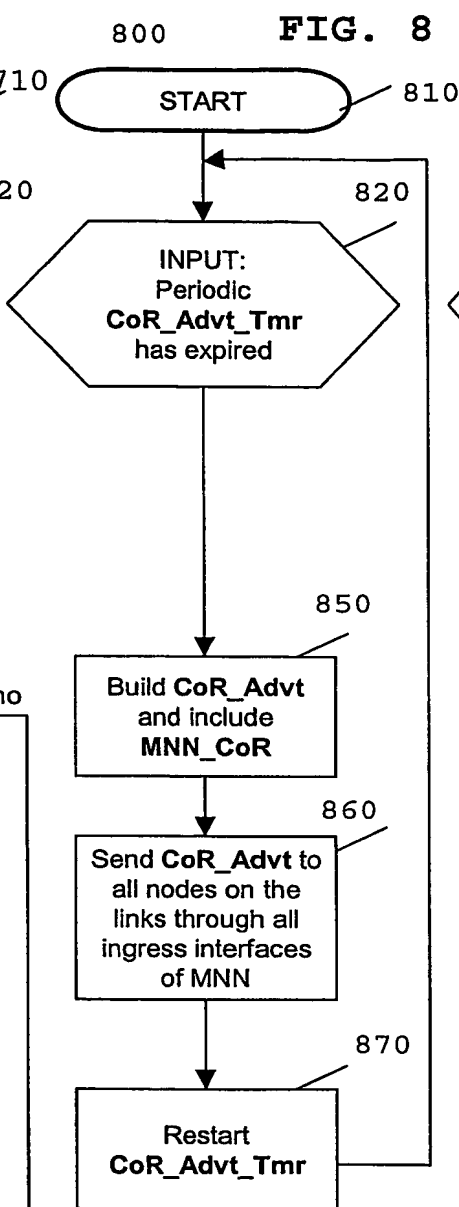 FIG. 8
800
710
START
810
20
820
INPUT:
Periodic
CoR_Advt_Tmr
has expired
850
Build CoR_Advt
and include
MNN_CoR
no
860
Send CoR_Advt to
all nodes on the
links through all
ingress interfaces
of MNN
870
Restart
CoR_Advt_Tmr